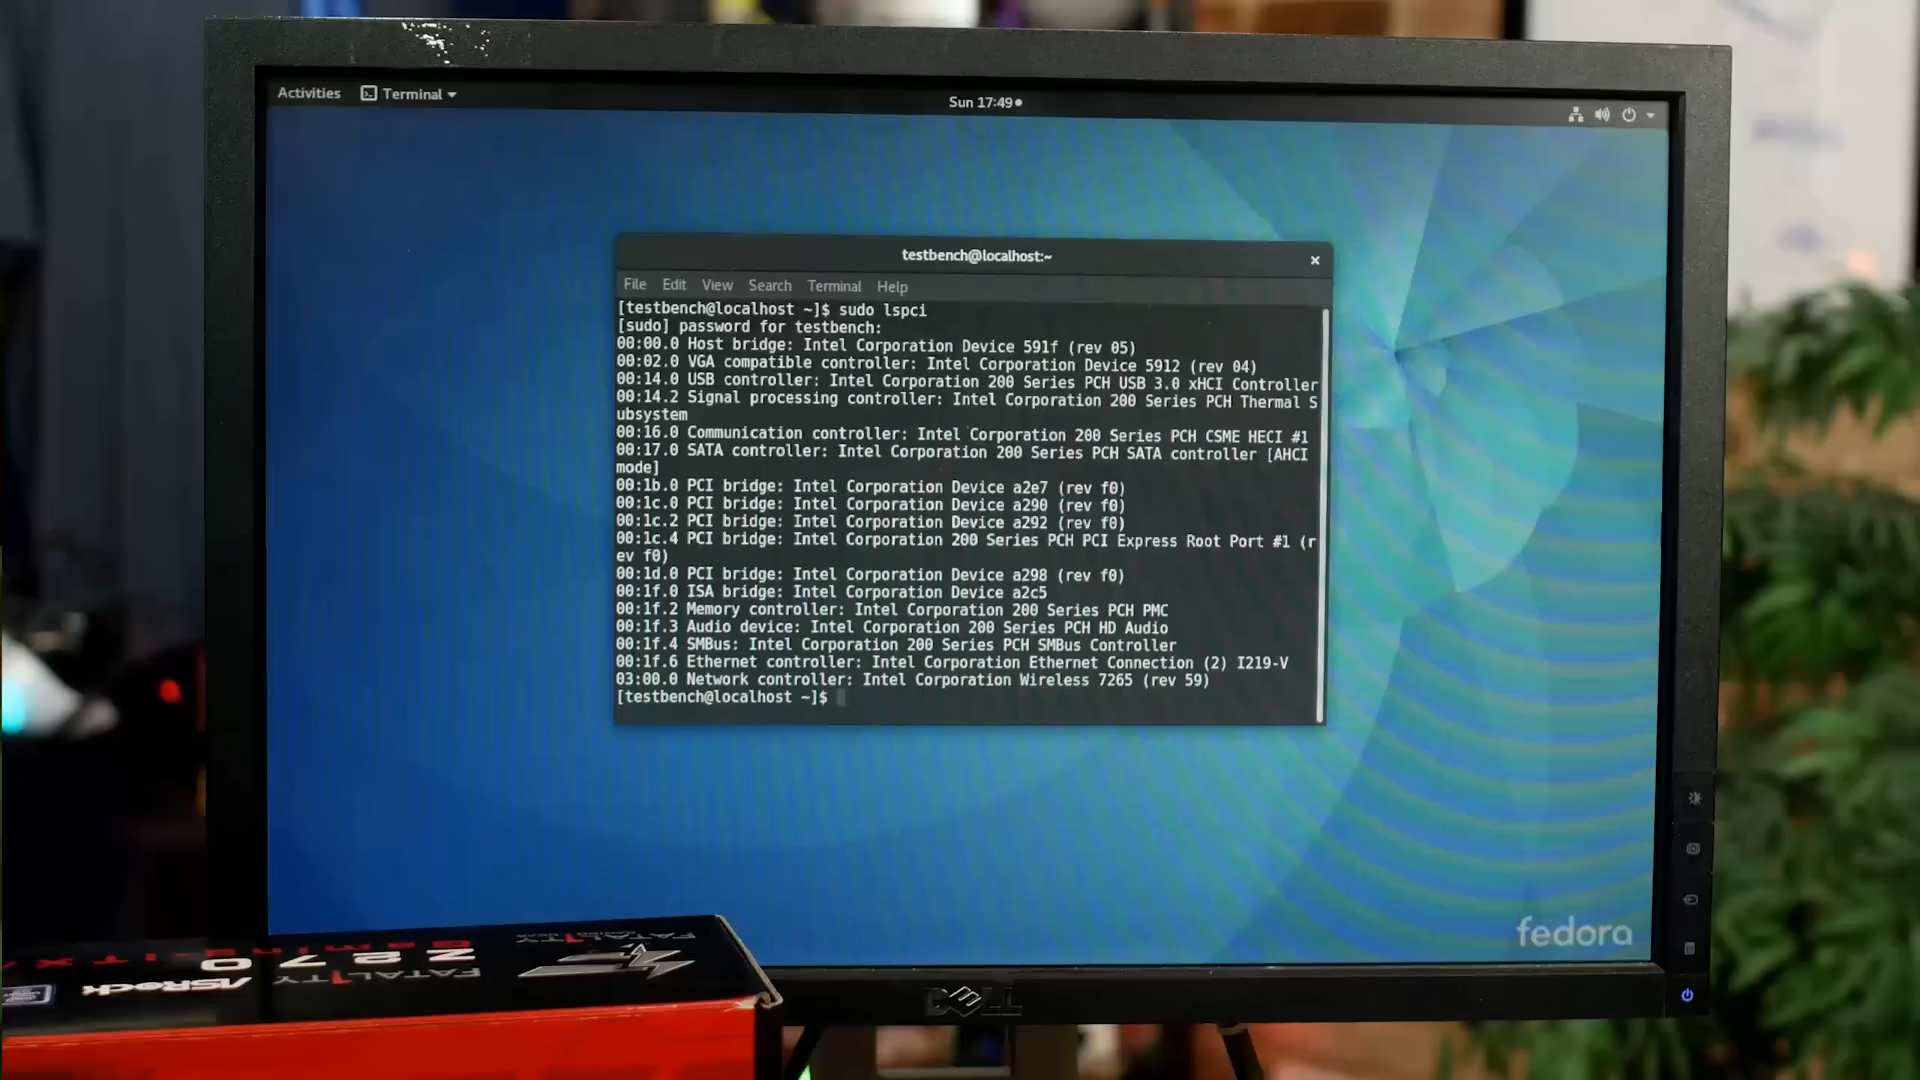 Activities Terminal
Sun 17:49
testbench@localhost:~
File Edit View Search Terminal Help
[testbench@localhost ~]$ sudo lspci
[sudo] password for testbench:
00:00.0 Host bridge: Intel Corporation Device 591f (rev 05)
00:02.0 VGA compatible controller: Intel Corporation Device 5912 (rev 04)
00:14.0 USB controller: Intel Corporation 200 Series PCH USB 3.0 xHCI Controller
00:14.2 Signal processing controller: Intel Corporation 200 Series PCH Thermal S
ubsystem
00:16.0 Communication controller: Intel Corporation 200 Series PCH CSME HECI #1
00:17.0 SATA controller: Intel Corporation 200 Series PCH SATA controller [AHCI
mode]
00:1b.0 PCI bridge: Intel Corporation Device a2e7 (rev f0)
00:1c.0 PCI bridge: Intel Corporation Device a290 (rev f0)
00:1c.2 PCI bridge: Intel Corporation Device a292 (rev f0)
00:1c.4 PCI bridge: Intel Corporation 200 Series PCH PCI Express Root Port #1 (r
ev f0)
00:1d.0 PCI bridge: Intel Corporation Device a298 (rev f0)
00:1f.0 ISA bridge: Intel Corporation Device a2c5
00:1f.2 Memory controller: Intel Corporation 200 Series PCH PMC
00:1f.3 Audio device: Intel Corporation 200 Series PCH HD Audio
00:1f.4 SMBus: Intel Corporation 200 Series PCH SMBus Controller
00:1f.6 Ethernet controller: Intel Corporation Ethernet Connection (2) I219-V
03:00.0 Network controller: Intel Corporation Wireless 7265 (rev 59)
[testbench@localhost ~]$
fedora
DELL
FATAL1TY
Z270
Gaming-ITX
FATAL1TY
ASRock